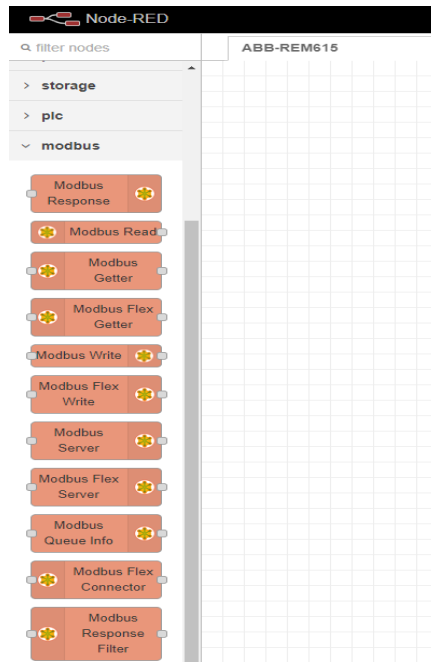 Node-RED
filter nodes
ABB-REM615
storage
plc
modbus
Modbus
Response
Modbus Read
Modbus
Getter
Modbus Flex
Getter
Modbus Write
Modbus Flex
Write
Modbus
Server
Modbus Flex
Server
Modbus
Queue Info
Modbus Flex
Connector
Modbus
Response
Filter